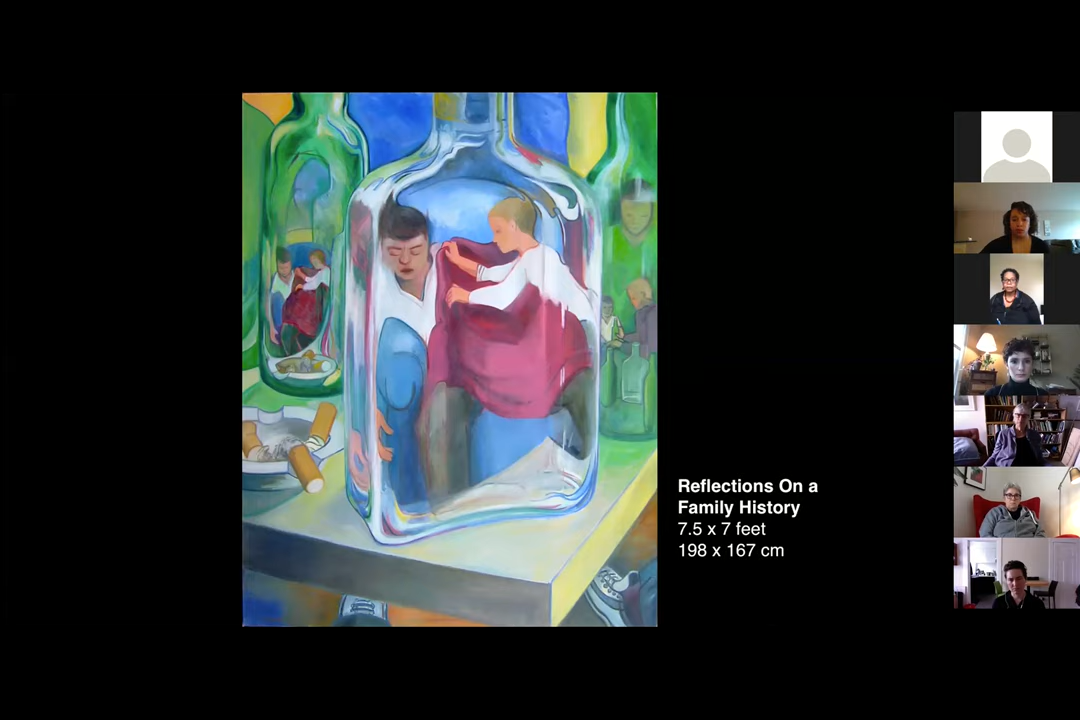 Reflections On a
Family History
7.5 x 7 feet
198 x 167 cm